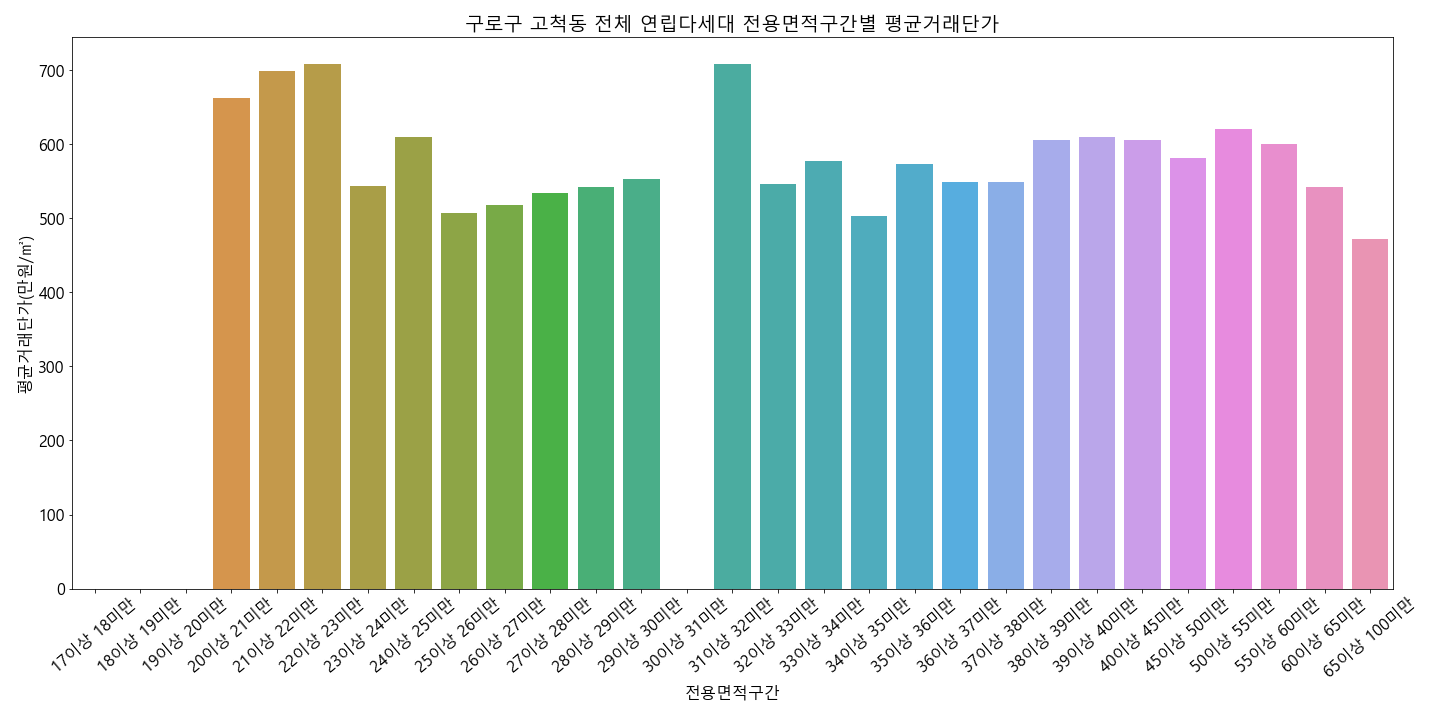 구로구 고척동 전체 연립다세대 전용면적구간별 평균거래단가
평균거래단가(만원/㎡)
700
600
500
400
300
200
100
0
17이상 18미만
18이상 19미만
19이상 20미만
20이상 21미만
21이상 22미만
22이상 23미만
23이상 24미만
24이상 25미만
25이상 26미만
26이상 27미만
27이상 28미만
28이상 29미만
29이상 30미만
30이상 31미만
31이상 32미만
32이상 33미만
33이상 34미만
34이상 35미만
35이상 36미만
36이상 37미만
37이상 38미만
38이상 39미만
39이상 40미만
40이상 45미만
45이상 50미만
50이상 55미만
55이상 60미만
60이상 65미만
65이상 100미만
전용면적구간